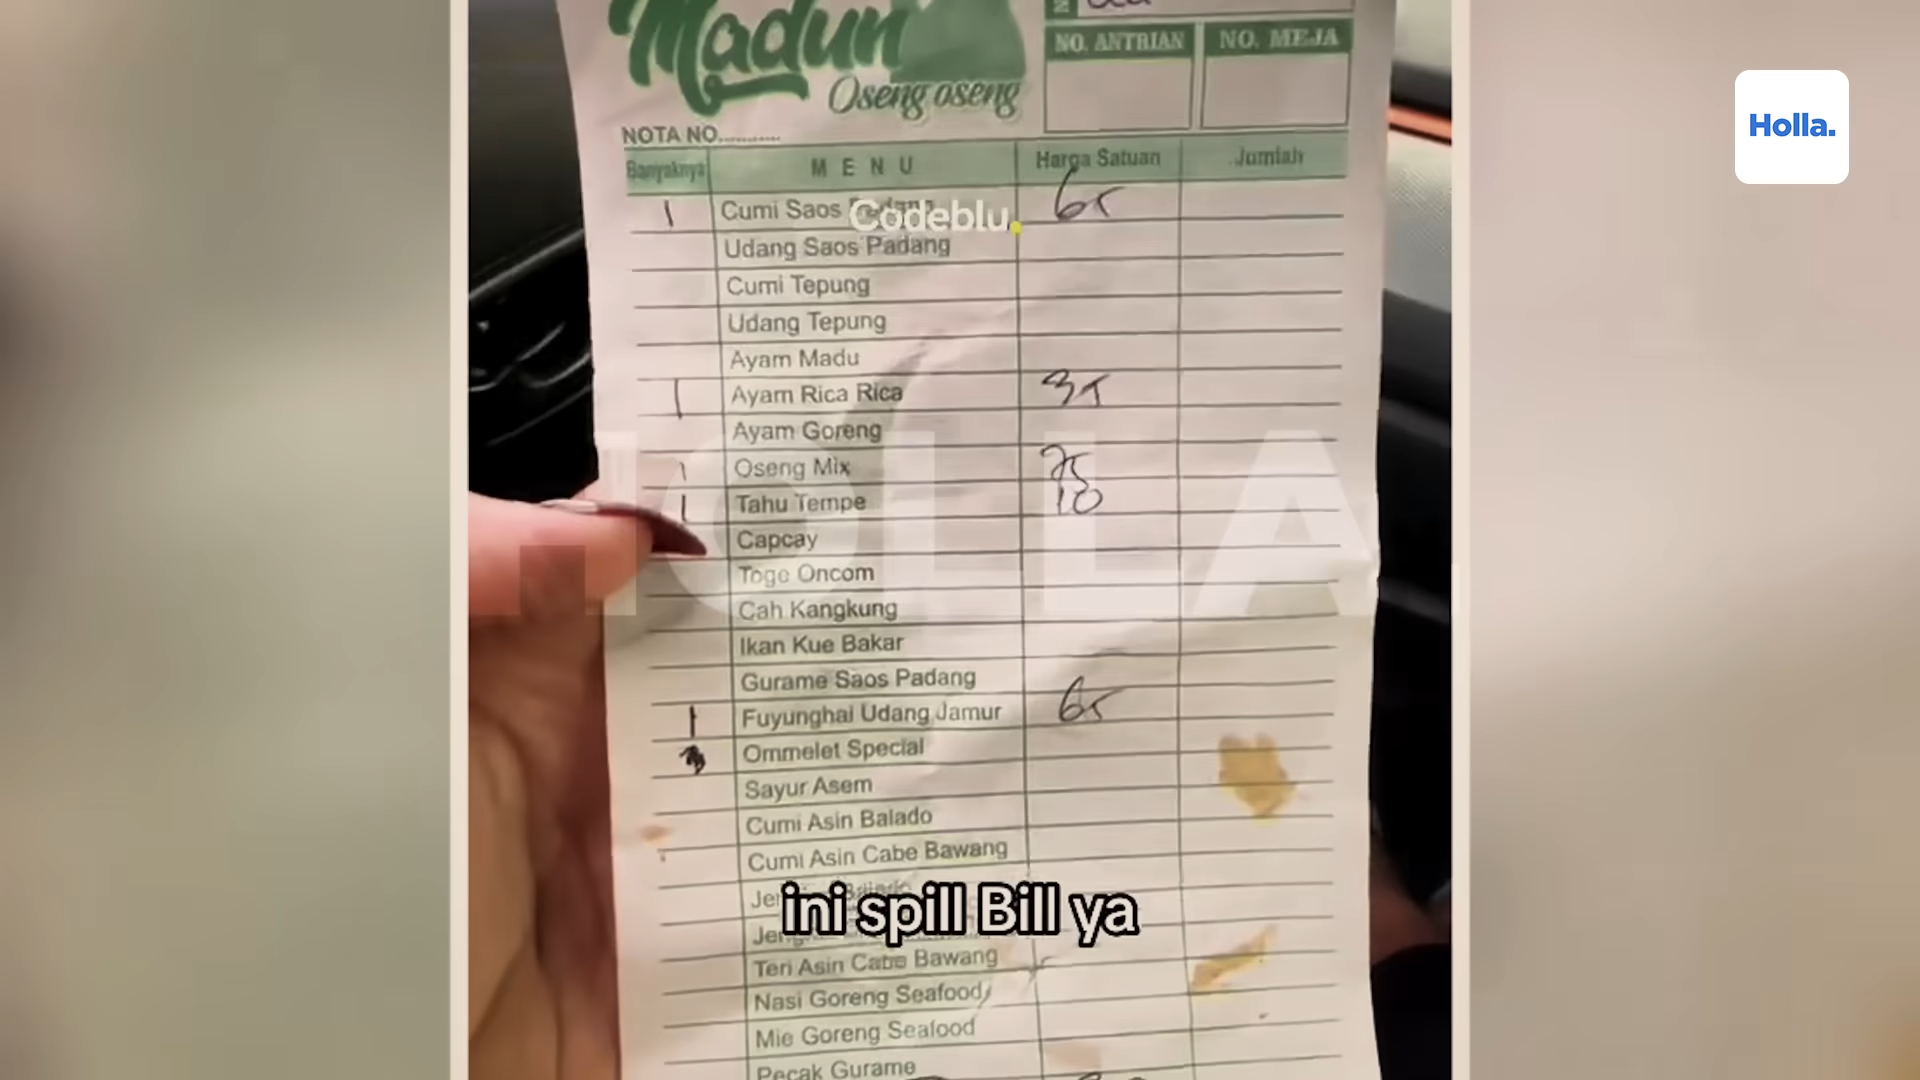 Madun
Oseng oseng
NO. ANTRIAN NO. MEJA
Holla.
NOTA NO...........
Banyaknya MENU Harga Satuan Jumlah
1 Cumi Saos Padang 65
Codeblu.
Udang Saos Padang
Cumi Tepung
Udang Tepung
Ayam Madu
1 Ayam Rica Rica 35
Ayam Goreng
1 Oseng Mix 75
1 Tahu Tempe 10
HOLLA
Capcay
Toge Oncom
Cah Kangkung
Ikan Kue Bakar
Gurame Saos Padang
1 Fuyunghai Udang Jamur 65
Ommelet Special
Sayur Asem
Cumi Asin Balado
Cumi Asin Cabe Bawang
ini spill Bill ya
Teri Asin Cabe Bawang
Nasi Goreng Seafood
Mie Goreng Seafood
Pecak Gurame